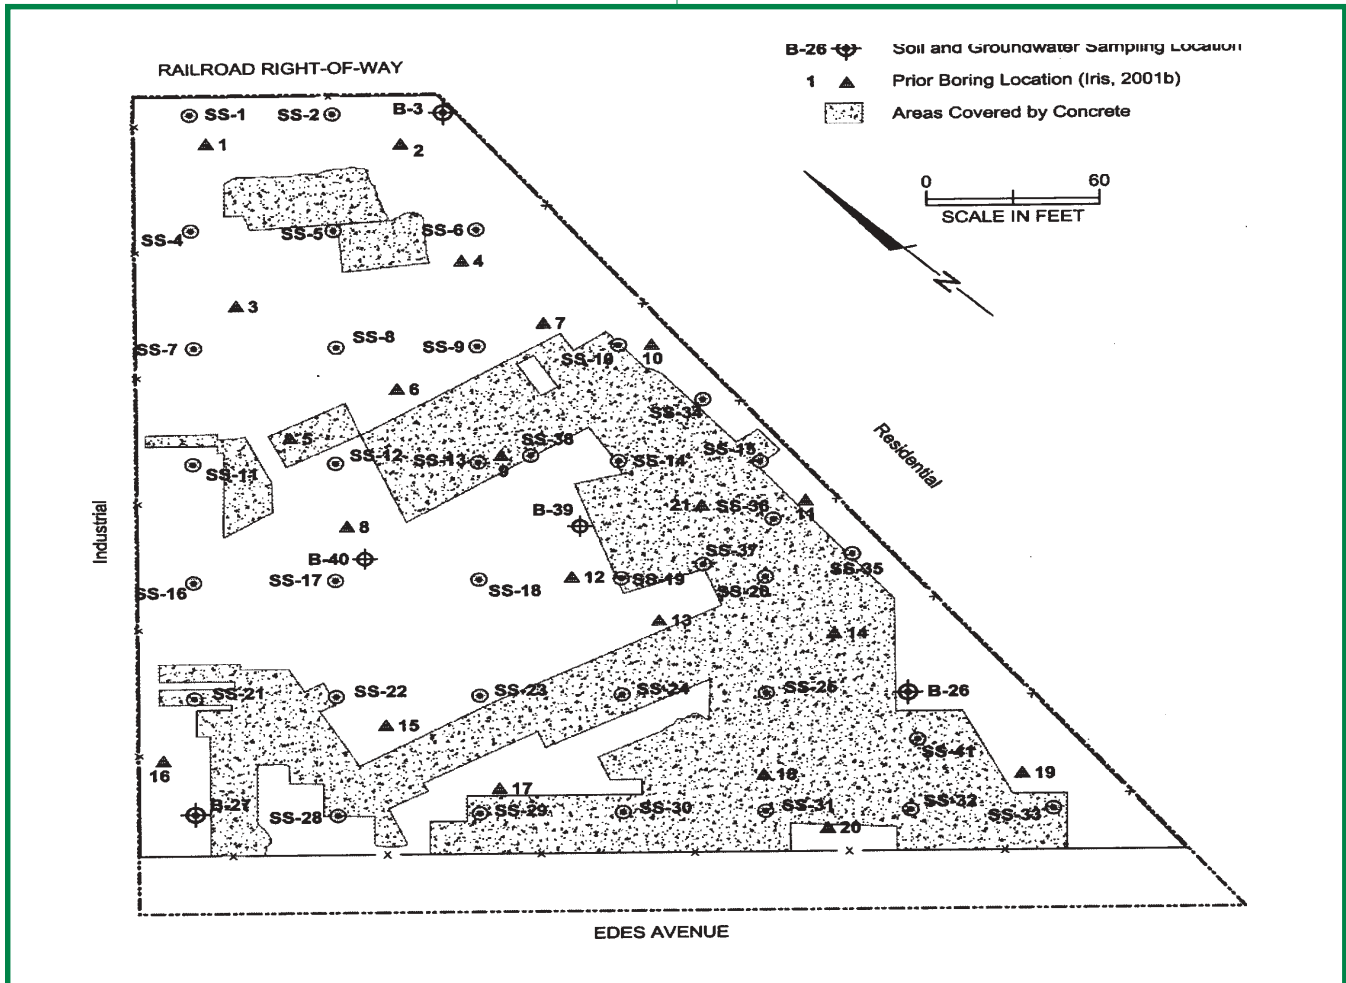 B-26 Soil and Groundwater Sampling Location
RAILROAD RIGHT-OF-WAY
1 Prior Boring Location (Iris, 2001b)
Areas Covered by Concrete
SS-1 SS-2 B-3
1 2
0 60
SCALE IN FEET
SS-4 SS-5 SS-6
4
N
3
7
SS-7 SS-8 SS-9 SS-10 10
6
SS-34
Residential
5 SS-38
SS-11 SS-12 SS-13 9 SS-14 SS-15
Industrial
B-39 21 SS-36 11
8
B-40 SS-37 SS-35
SS-16 SS-17 SS-18 12 SS-19 SS-20
13 14
SS-21 SS-22 SS-23 SS-24 SS-25 B-26
15
SS-41
16 17 18 19
B-27 SS-28 SS-29 SS-30 SS-31 SS-32 SS-33
20
EDES AVENUE